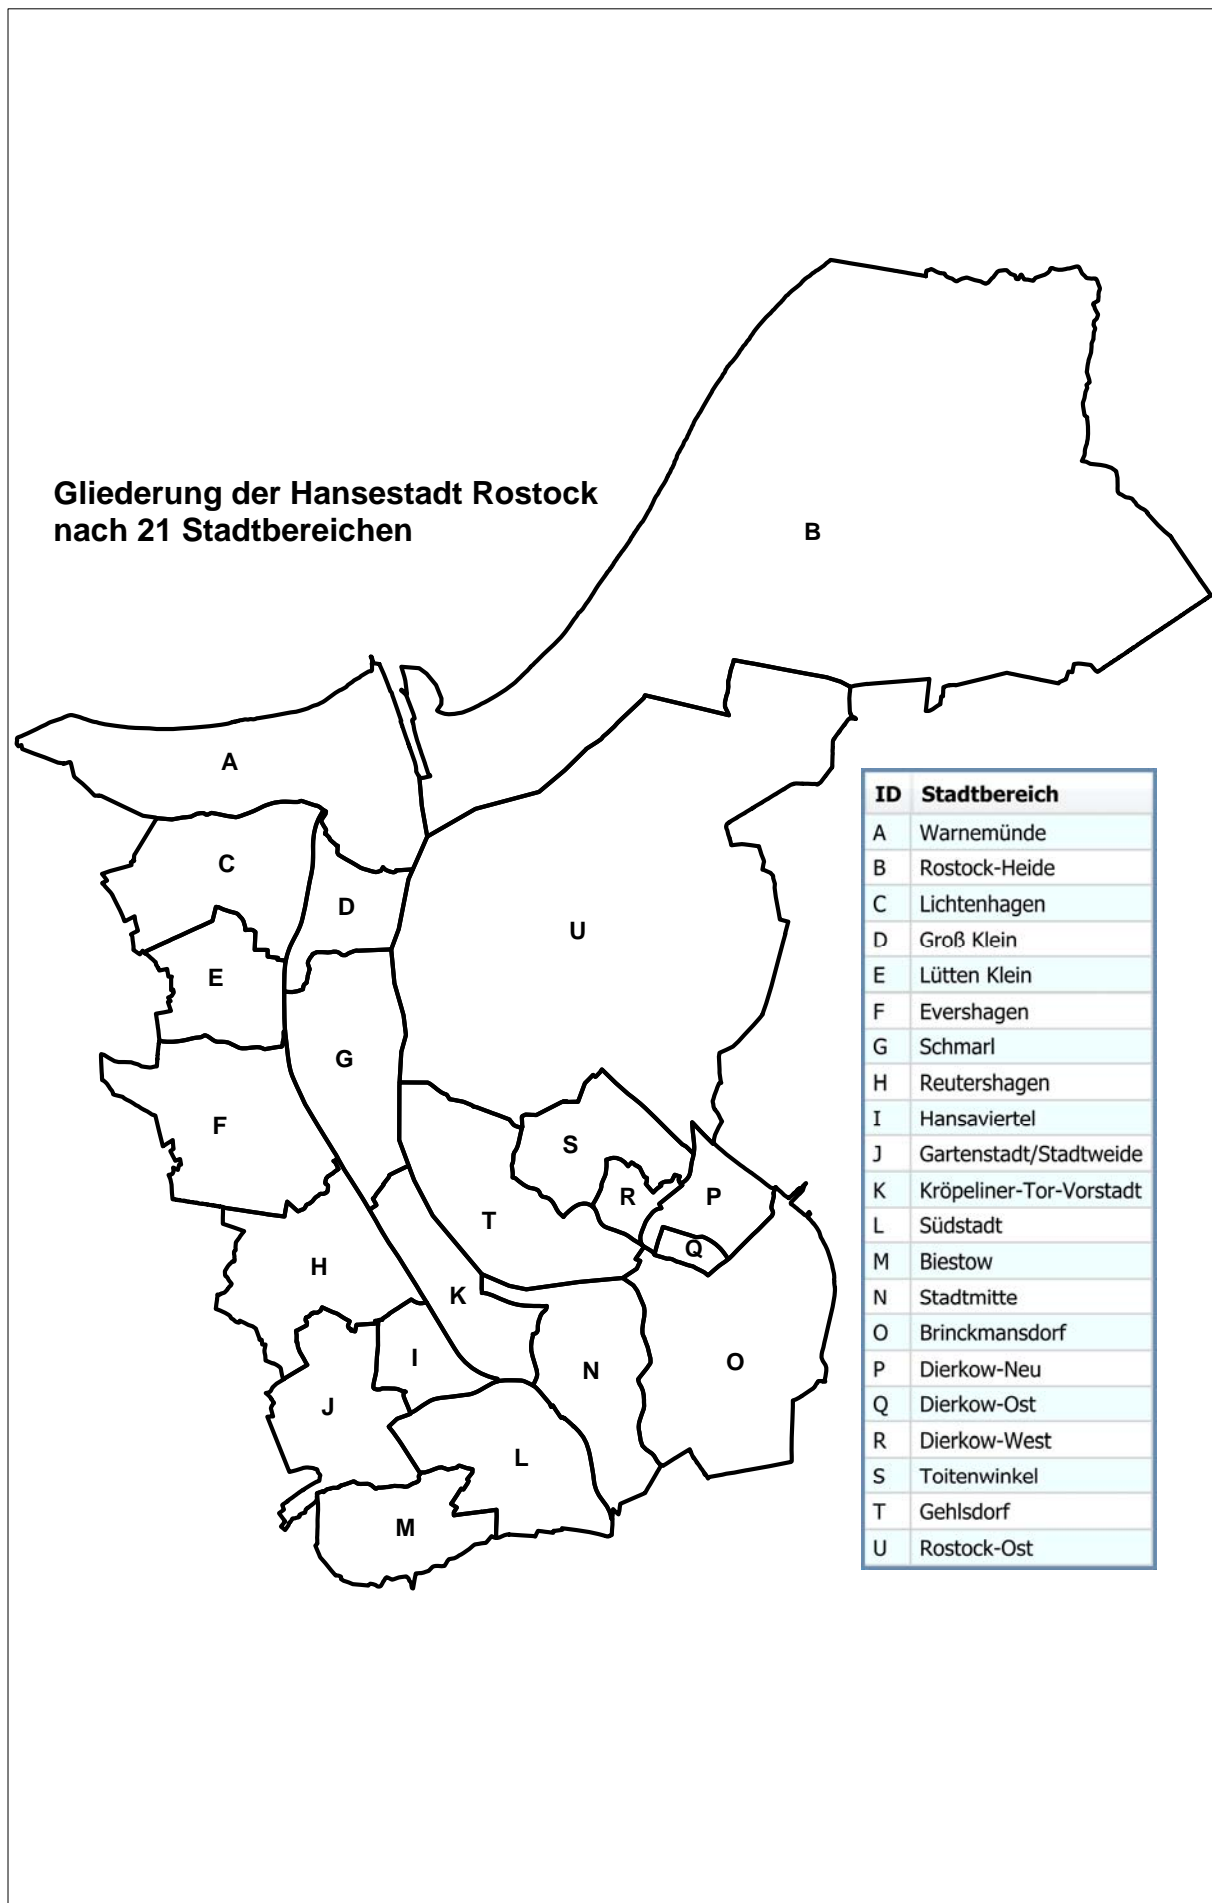 Gliederung der Hansestadt Rostock
nach 21 Stadtbereichen
B
A
C
D
U
E
G
F
S
R
P
T
Q
H
K
I
O
N
J
L
M
ID Stadtbereich
A Warnemünde
B Rostock-Heide
C Lichtenhagen
D Groß Klein
E Lütten Klein
F Evershagen
G Schmarl
H Reutershagen
I Hansaviertel
J Gartenstadt/Stadtweide
K Kröpeliner-Tor-Vorstadt
L Südstadt
M Biestow
N Stadtmitte
O Brinckmansdorf
P Dierkow-Neu
Q Dierkow-Ost
R Dierkow-West
S Toitenwinkel
T Gehlsdorf
U Rostock-Ost